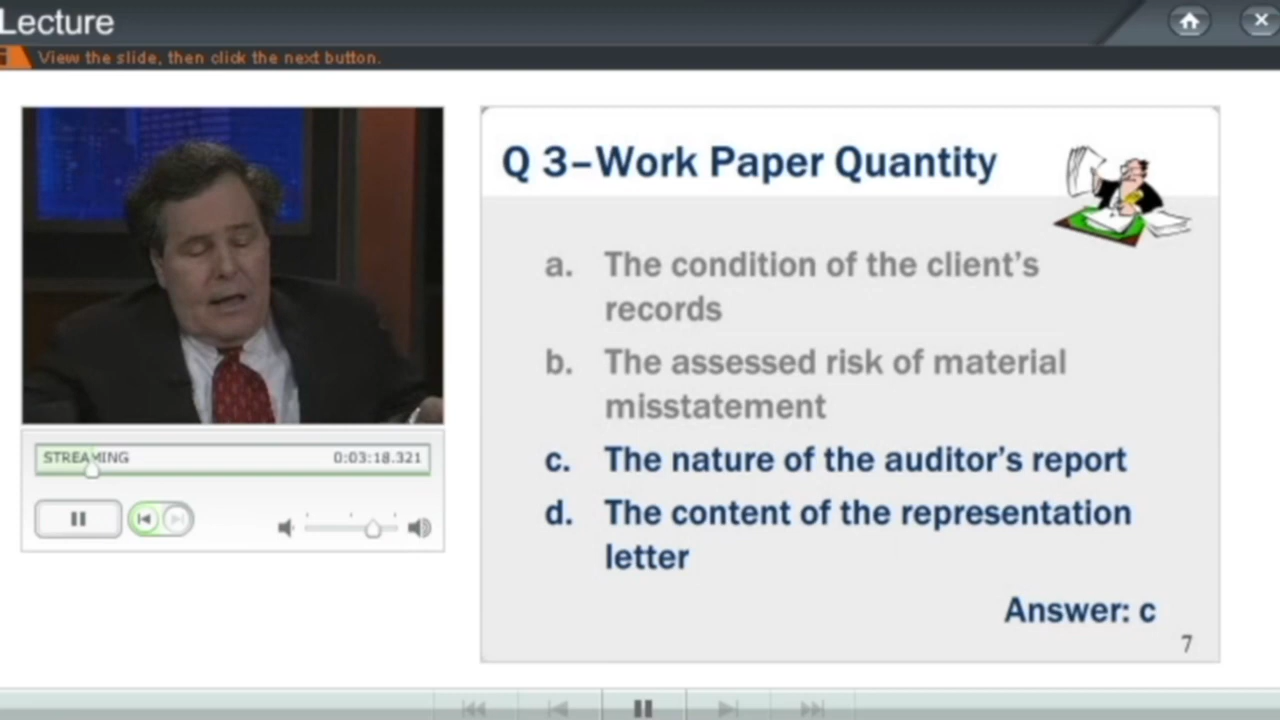 Lecture
View the slide, then click the next button.
Q 3–Work Paper Quantity
a. The condition of the client's
records
b. The assessed risk of material
misstatement
c. The nature of the auditor's report
d. The content of the representation
letter
Answer: c
7
STREAMING 0:03:18.321